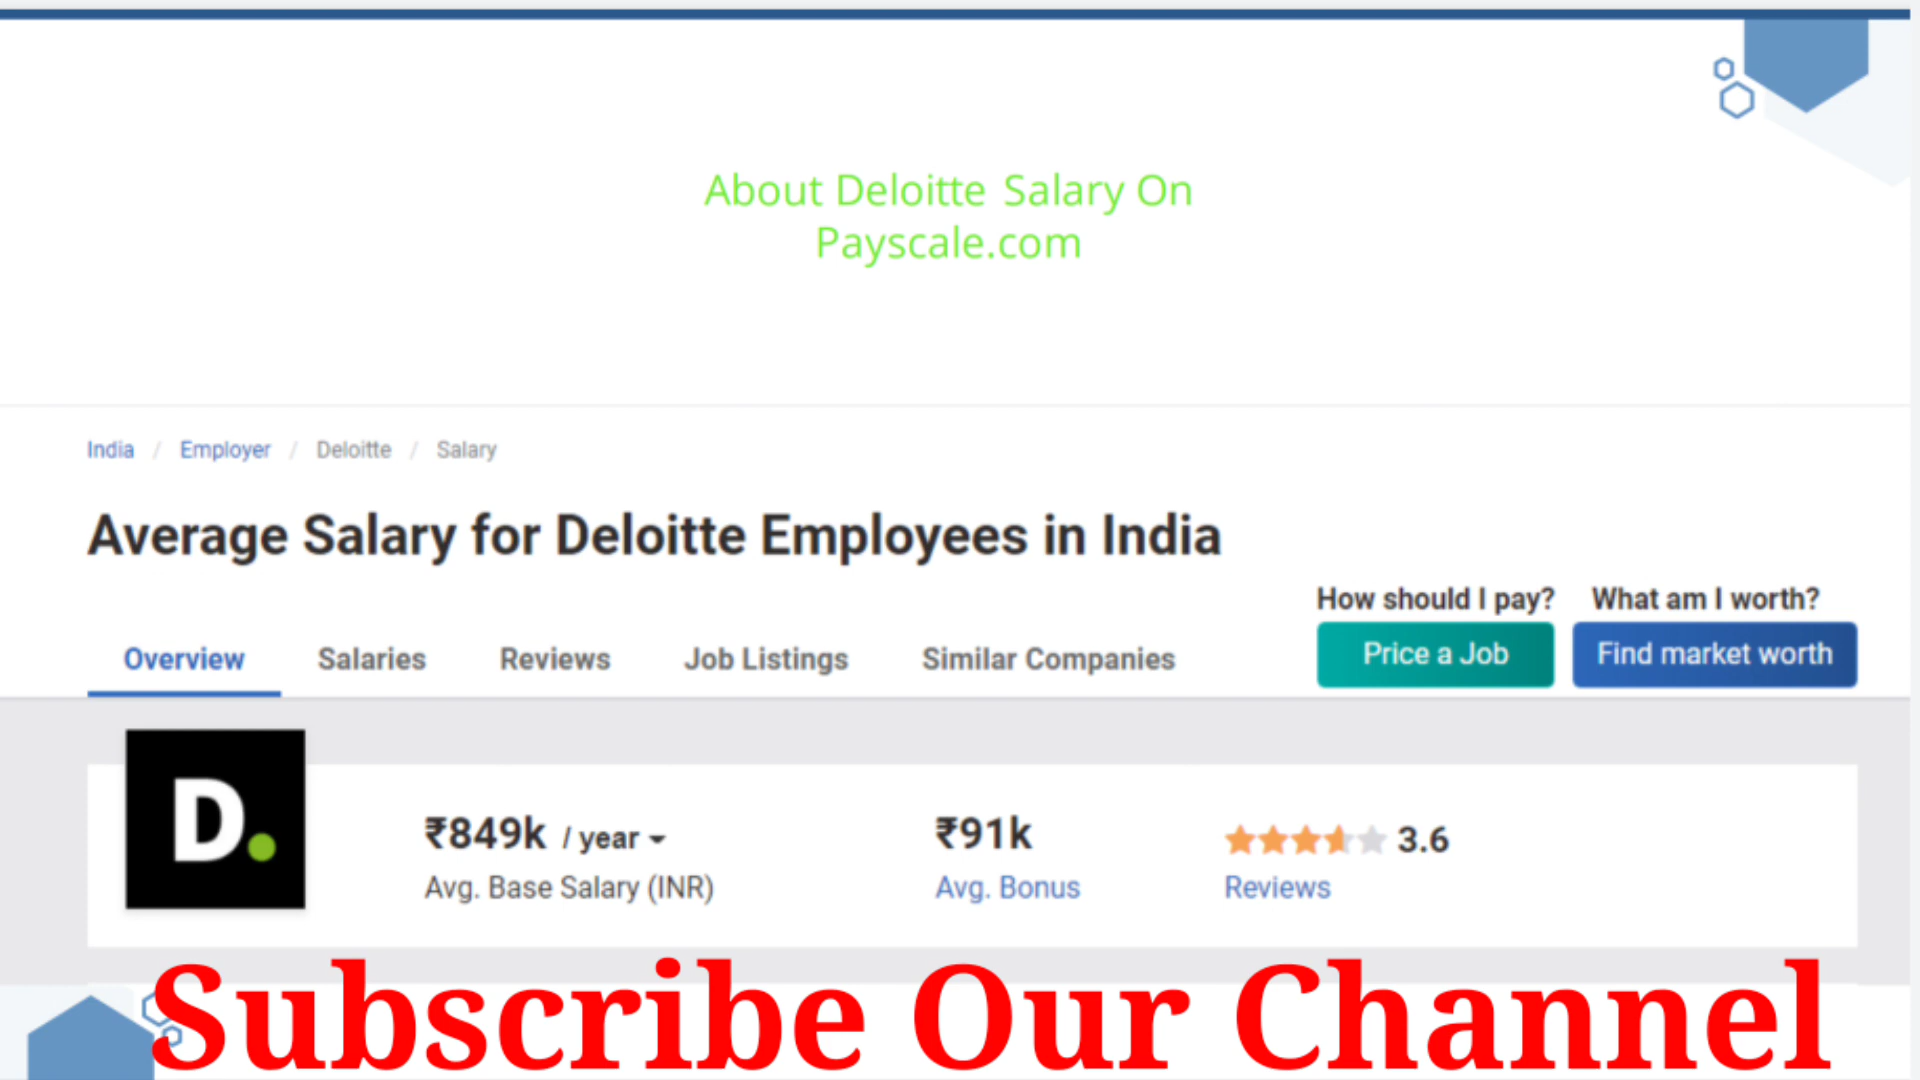 About Deloitte Salary On
Payscale.com
India / Employer / Deloitte / Salary
Average Salary for Deloitte Employees in India
How should I pay? What am I worth?
Overview Salaries Reviews Job Listings Similar Companies Price a Job Find market worth
D.
₹849k / year ₹91k 3.6
Avg. Base Salary (INR) Avg. Bonus Reviews
Subscribe Our Channel